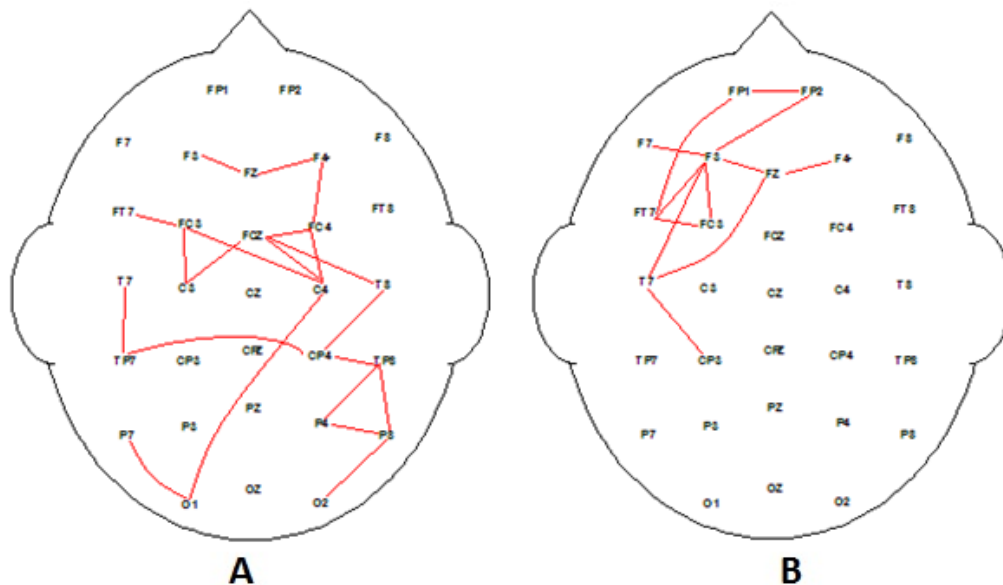 FP1 FP2
F7 F3 FZ F4 F8
FT7 FC3 FCZ FC4 FT8
T7 C3 CZ C4 T8
TP7 CP3 CPZ CP4 TP8
P7 P3 PZ P4 P8
O1 OZ O2
A
FP1 FP2
F7 F3 FZ F4 F8
FT7 FC3 FCZ FC4 FT8
T7 C3 CZ C4 T8
TP7 CP3 CPZ CP4 TP8
P7 P3 PZ P4 P8
O1 OZ O2
B